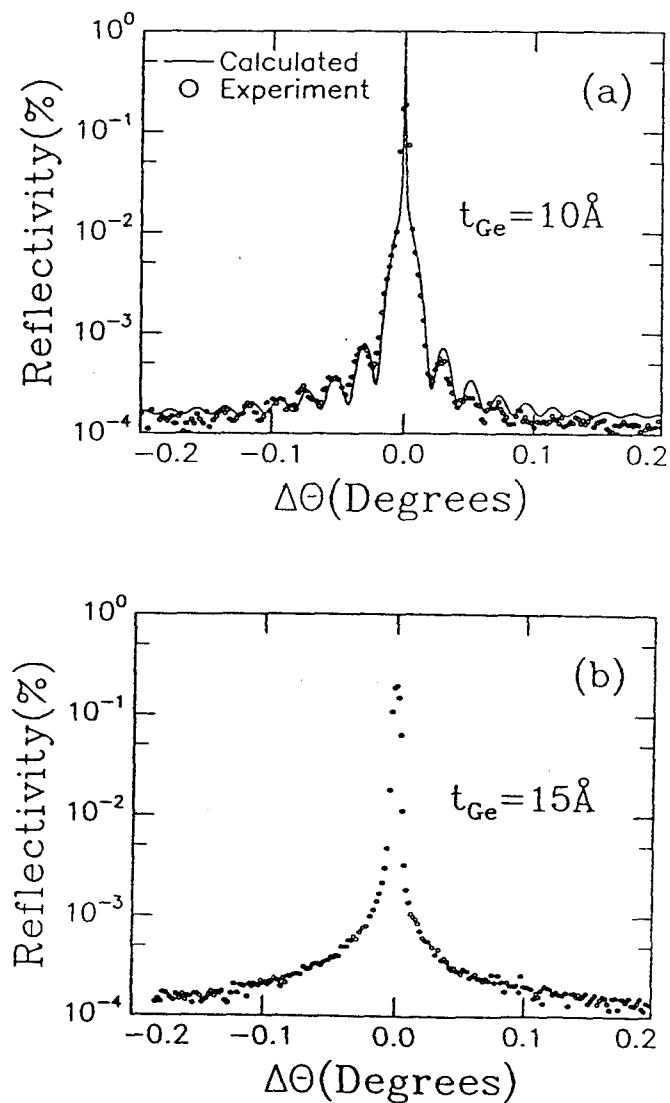 10⁰
10⁻¹
10⁻²
10⁻³
10⁻⁴
Reflectivity(%)
Calculated
Experiment
(a)
t_Ge=10Å
−0.2 −0.1 0.0 0.1 0.2
ΔΘ(Degrees)
10⁰
10⁻¹
10⁻²
10⁻³
10⁻⁴
Reflectivity(%)
(b)
t_Ge=15Å
−0.2 −0.1 0.0 0.1 0.2
ΔΘ(Degrees)